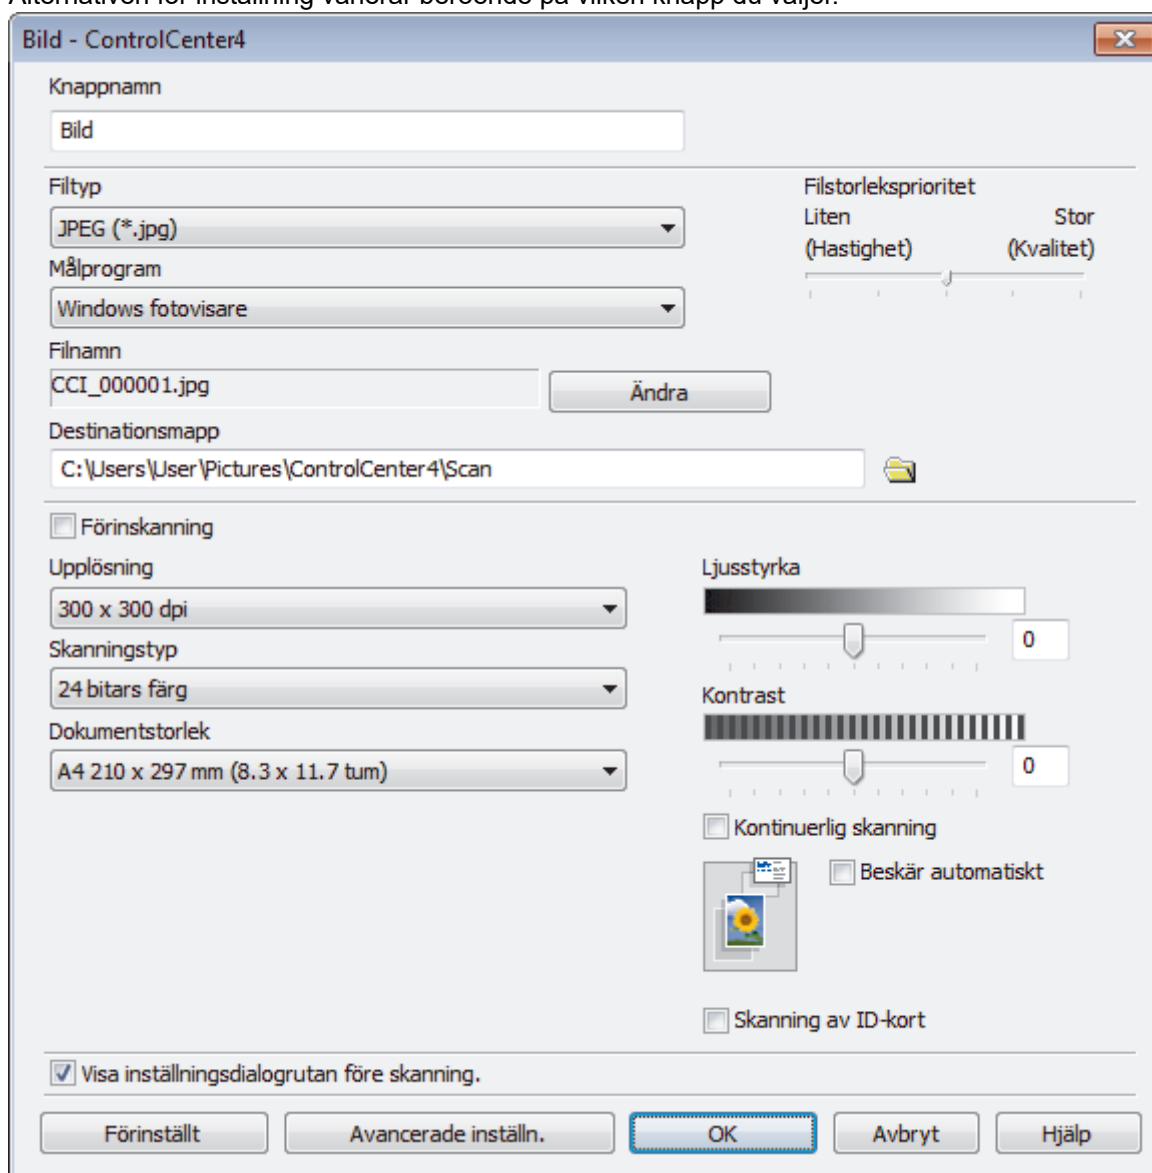 Alternativen för inställning varierar beroende på vilken knapp du väljer.
Bild - ControlCenter4
Knappnamn
Bild
Filtyp
JPEG (*.jpg)
Målprogram
Windows fotovisare
Filnamn
CCI_000001.jpg
Ändra
Destinationsmapp
C:\Users\User\Pictures\ControlCenter4\Scan
Filstorleksprioritet
Liten Stor
(Hastighet) (Kvalitet)
Förinskanning
Upplösning
300 x 300 dpi
Skanningstyp
24 bitars färg
Dokumentstorlek
A4 210 x 297 mm (8.3 x 11.7 tum)
Ljusstyrka
0
Kontrast
0
Kontinuerlig skanning
Beskär automatiskt
Skanning av ID-kort
Visa inställningsdialogrutan före skanning.
Förinställt Avancerade inställn. OK Avbryt Hjälp